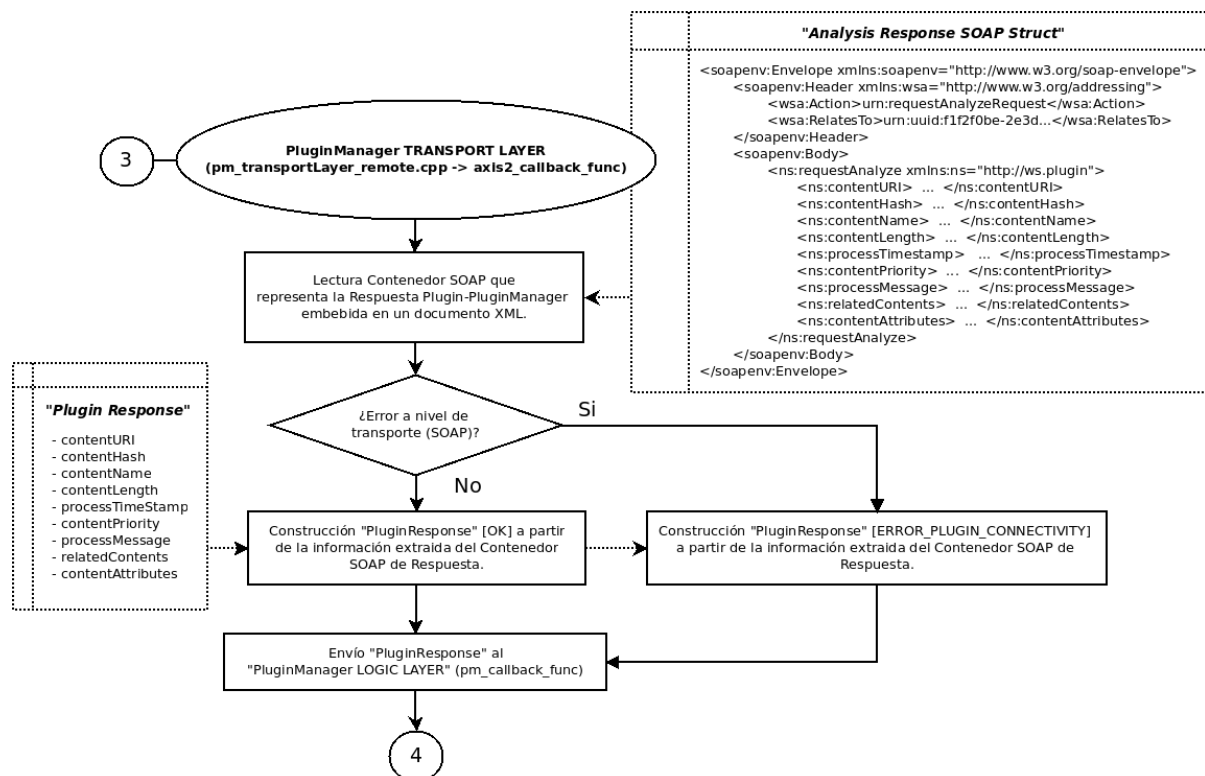 "Analysis Response SOAP Struct"
<soapenv:Envelope xmlns:soapenv="http://www.w3.org/soap-envelope">
<soapenv:Header xmlns:wsa="http://www.w3.org/addressing">
<wsa:Action>urn:requestAnalyzeRequest</wsa:Action>
<wsa:RelatesTo>urn:uuid:f1f2f0be-2e3d...</wsa:RelatesTo>
</soapenv:Header>
<soapenv:Body>
<ns:requestAnalyze xmlns:ns="http://ws.plugin">
<ns:contentURI> ... </ns:contentURI>
<ns:contentHash> ... </ns:contentHash>
<ns:contentName> ... </ns:contentName>
<ns:contentLength> ... </ns:contentLength>
<ns:processTimestamp> ... </ns:processTimestamp>
<ns:contentPriority> ... </ns:contentPriority>
<ns:processMessage> ... </ns:processMessage>
<ns:relatedContents> ... </ns:relatedContents>
<ns:contentAttributes> ... </ns:contentAttributes>
</ns:requestAnalyze>
</soapenv:Body>
</soapenv:Envelope>
3
PluginManager TRANSPORT LAYER
(pm_transportLayer_remote.cpp -> axis2_callback_func)
Lectura Contenedor SOAP que
representa la Respuesta Plugin-PluginManager
embebida en un documento XML.
¿Error a nivel de
transporte (SOAP)?
Si
No
"Plugin Response"
- contentURI
- contentHash
- contentName
- contentLength
- processTimeStamp
- contentPriority
- processMessage
- relatedContents
- contentAttributes
Construcción "PluginResponse" [OK] a partir
de la información extraida del Contenedor
SOAP de Respuesta.
Construcción "PluginResponse" [ERROR_PLUGIN_CONNECTIVITY]
a partir de la información extraida del Contenedor SOAP de
Respuesta.
Envío "PluginResponse" al
"PluginManager LOGIC LAYER" (pm_callback_func)
4